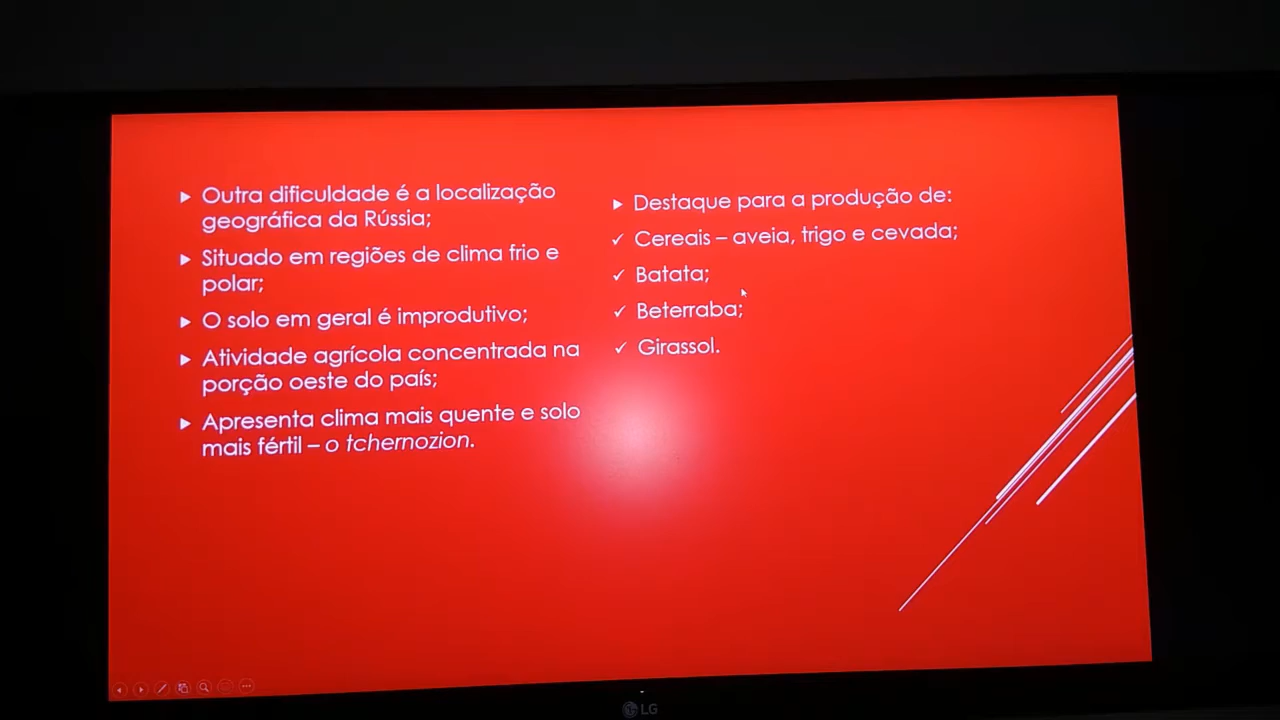 Outra dificuldade é a localização
geográfica da Rússia;
Situado em regiões de clima frio e
polar;
O solo em geral é improdutivo;
Atividade agrícola concentrada na
porção oeste do país;
Apresenta clima mais quente e solo
mais fértil – o tchernozion.
Destaque para a produção de:
Cereais – aveia, trigo e cevada;
Batata;
Beterraba;
Girassol.
LG